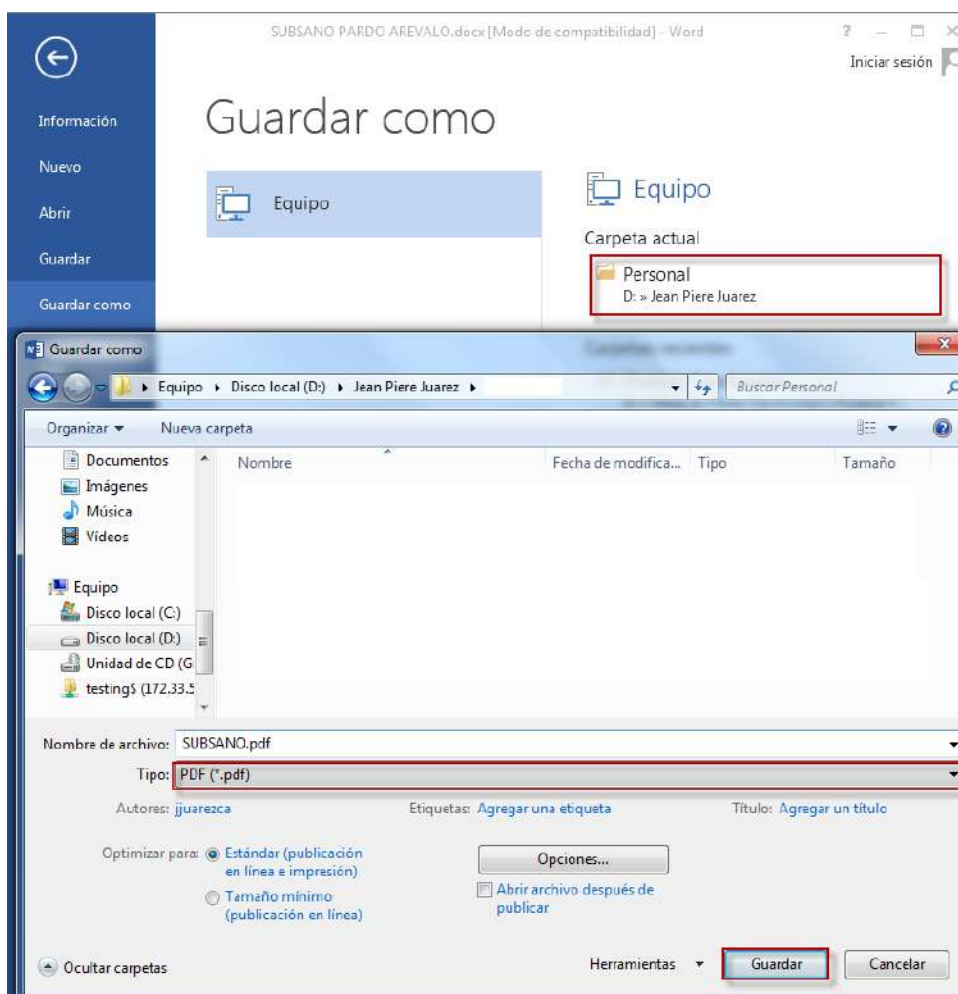 SUBSANO PARDO AREVALO.docx [Modo de compatibilidad] - Word
?
Iniciar sesión
Información
Nuevo
Abrir
Guardar
Guardar como
Guardar como
Equipo
Equipo
Carpeta actual
Personal
D: » Jean Piere Juarez
Guardar como
Equipo
Disco local (D:)
Jean Piere Juarez
Buscar Personal
Organizar
Nueva carpeta
Documentos
Imágenes
Música
Vídeos
Equipo
Disco local (C:)
Disco local (D:)
Unidad de CD (G
testing$ (172.33.5
Nombre
Fecha de modifica...
Tipo
Tamaño
Nombre de archivo: SUBSANO.pdf
Tipo: PDF (*.pdf)
Autores: jjuarezca
Etiquetas: Agregar una etiqueta
Título: Agregar un título
Optimizar para:
Estándar (publicación
en línea e impresión)
Tamaño mínimo
(publicación en línea)
Opciones...
Abrir archivo después de
publicar
Ocultar carpetas
Herramientas
Guardar
Cancelar